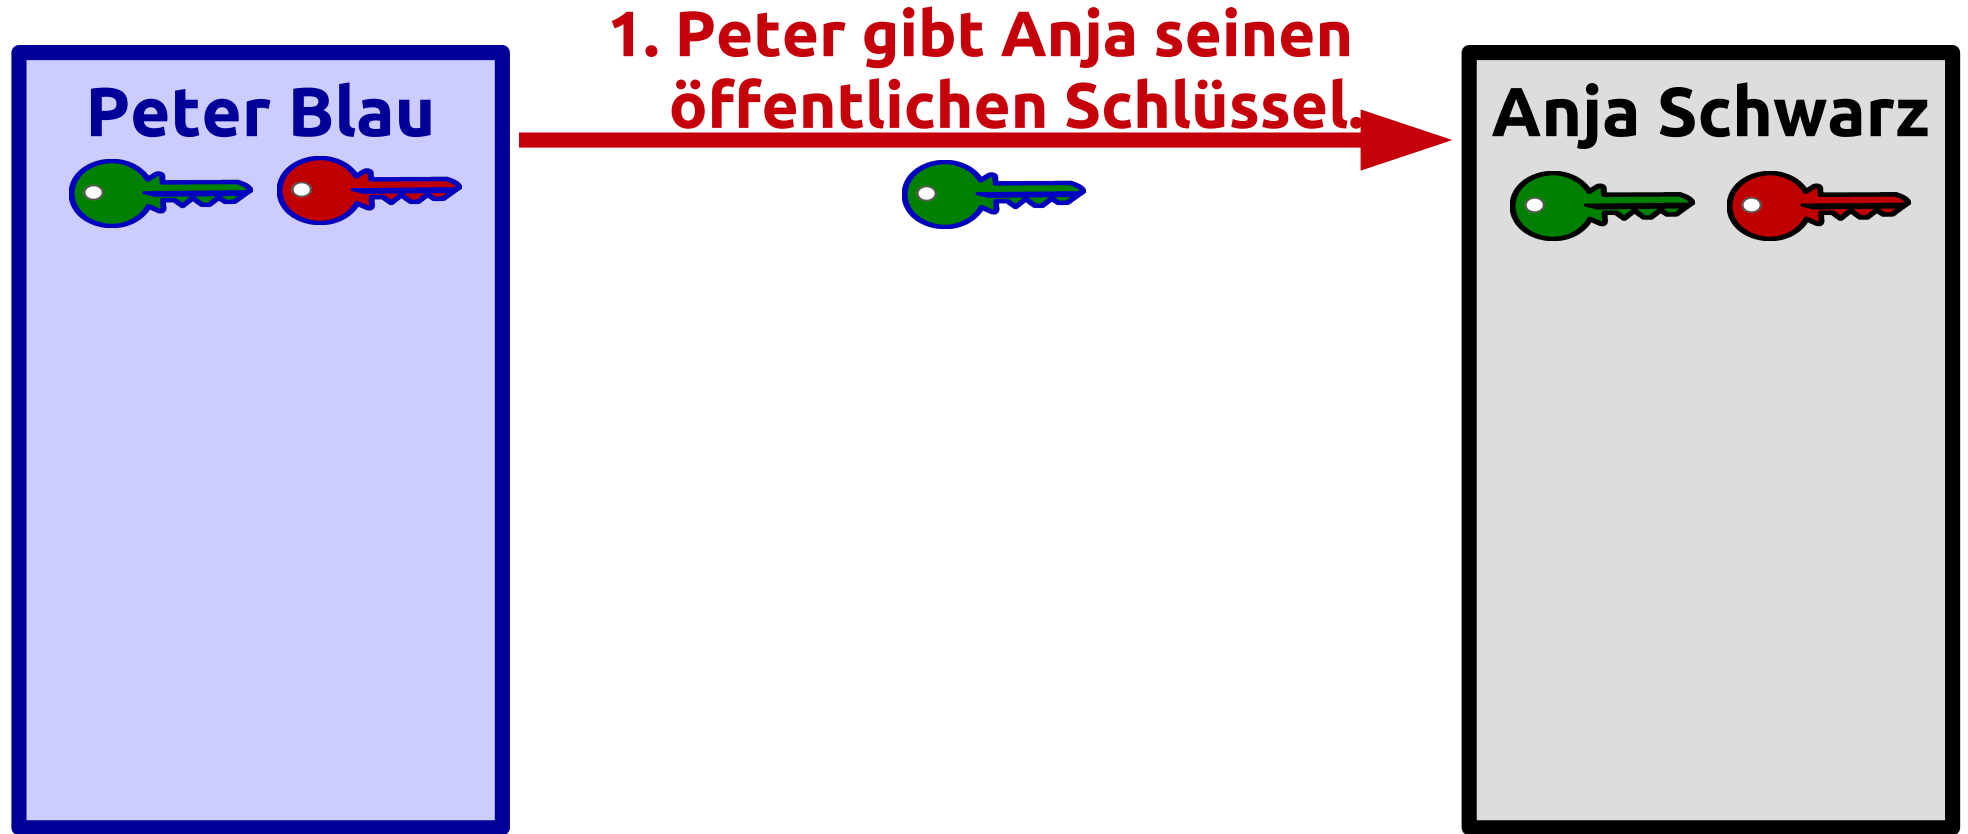 1. Peter gibt Anja seinen
öffentlichen Schlüssel.
Peter Blau
Anja Schwarz